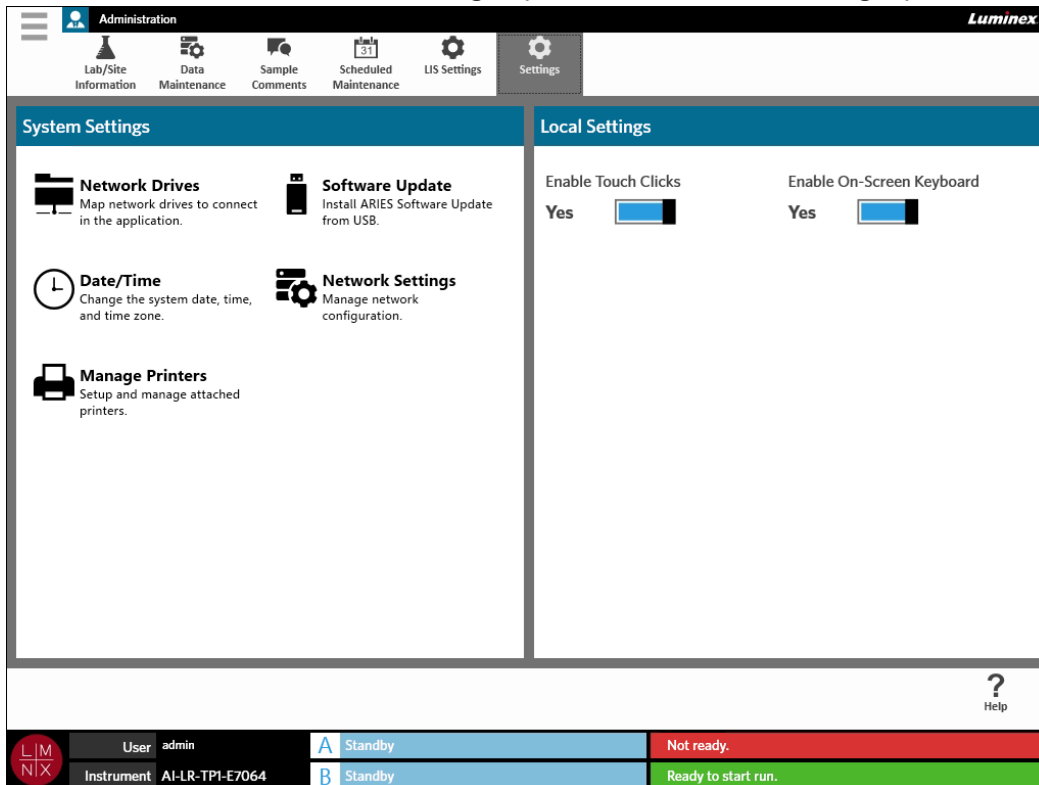 Administration
Luminex
31
Lab/Site
Information
Data
Maintenance
Sample
Comments
Scheduled
Maintenance
LIS Settings
Settings
System Settings
Network Drives
Map network drives to connect
in the application.
Software Update
Install ARIES Software Update
from USB.
Date/Time
Change the system date, time,
and time zone.
Network Settings
Manage network
configuration.
Manage Printers
Setup and manage attached
printers.
Local Settings
Enable Touch Clicks
Yes
Enable On-Screen Keyboard
Yes
?
Help
L M
N X
User admin
Instrument AI-LR-TP1-E7064
A Standby
B Standby
Not ready.
Ready to start run.